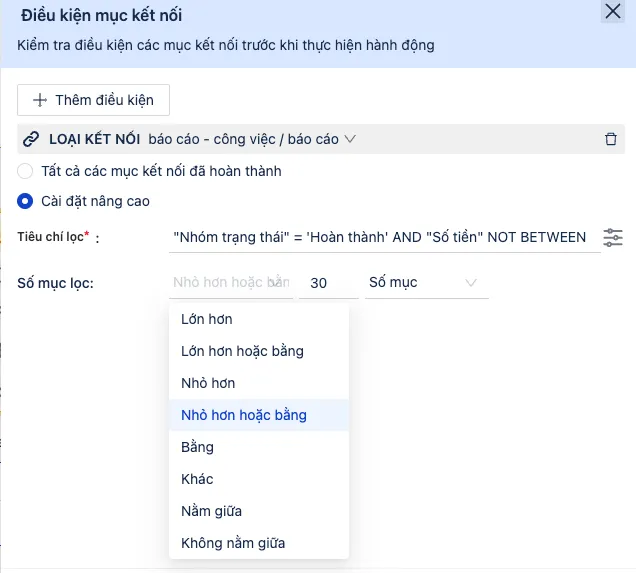 Điều kiện mục kết nối
Kiểm tra điều kiện các mục kết nối trước khi thực hiện hành động
Thêm điều kiện
LOẠI KẾT NỐI báo cáo - công việc / báo cáo
Tất cả các mục kết nối đã hoàn thành
Cài đặt nâng cao
Tiêu chí lọc* : "Nhóm trạng thái" = 'Hoàn thành' AND "Số tiền" NOT BETWEEN
Số mục lọc: Nhỏ hơn hoặc bằn 30 Số mục
Lớn hơn
Lớn hơn hoặc bằng
Nhỏ hơn
Nhỏ hơn hoặc bằng
Bằng
Khác
Nằm giữa
Không nằm giữa